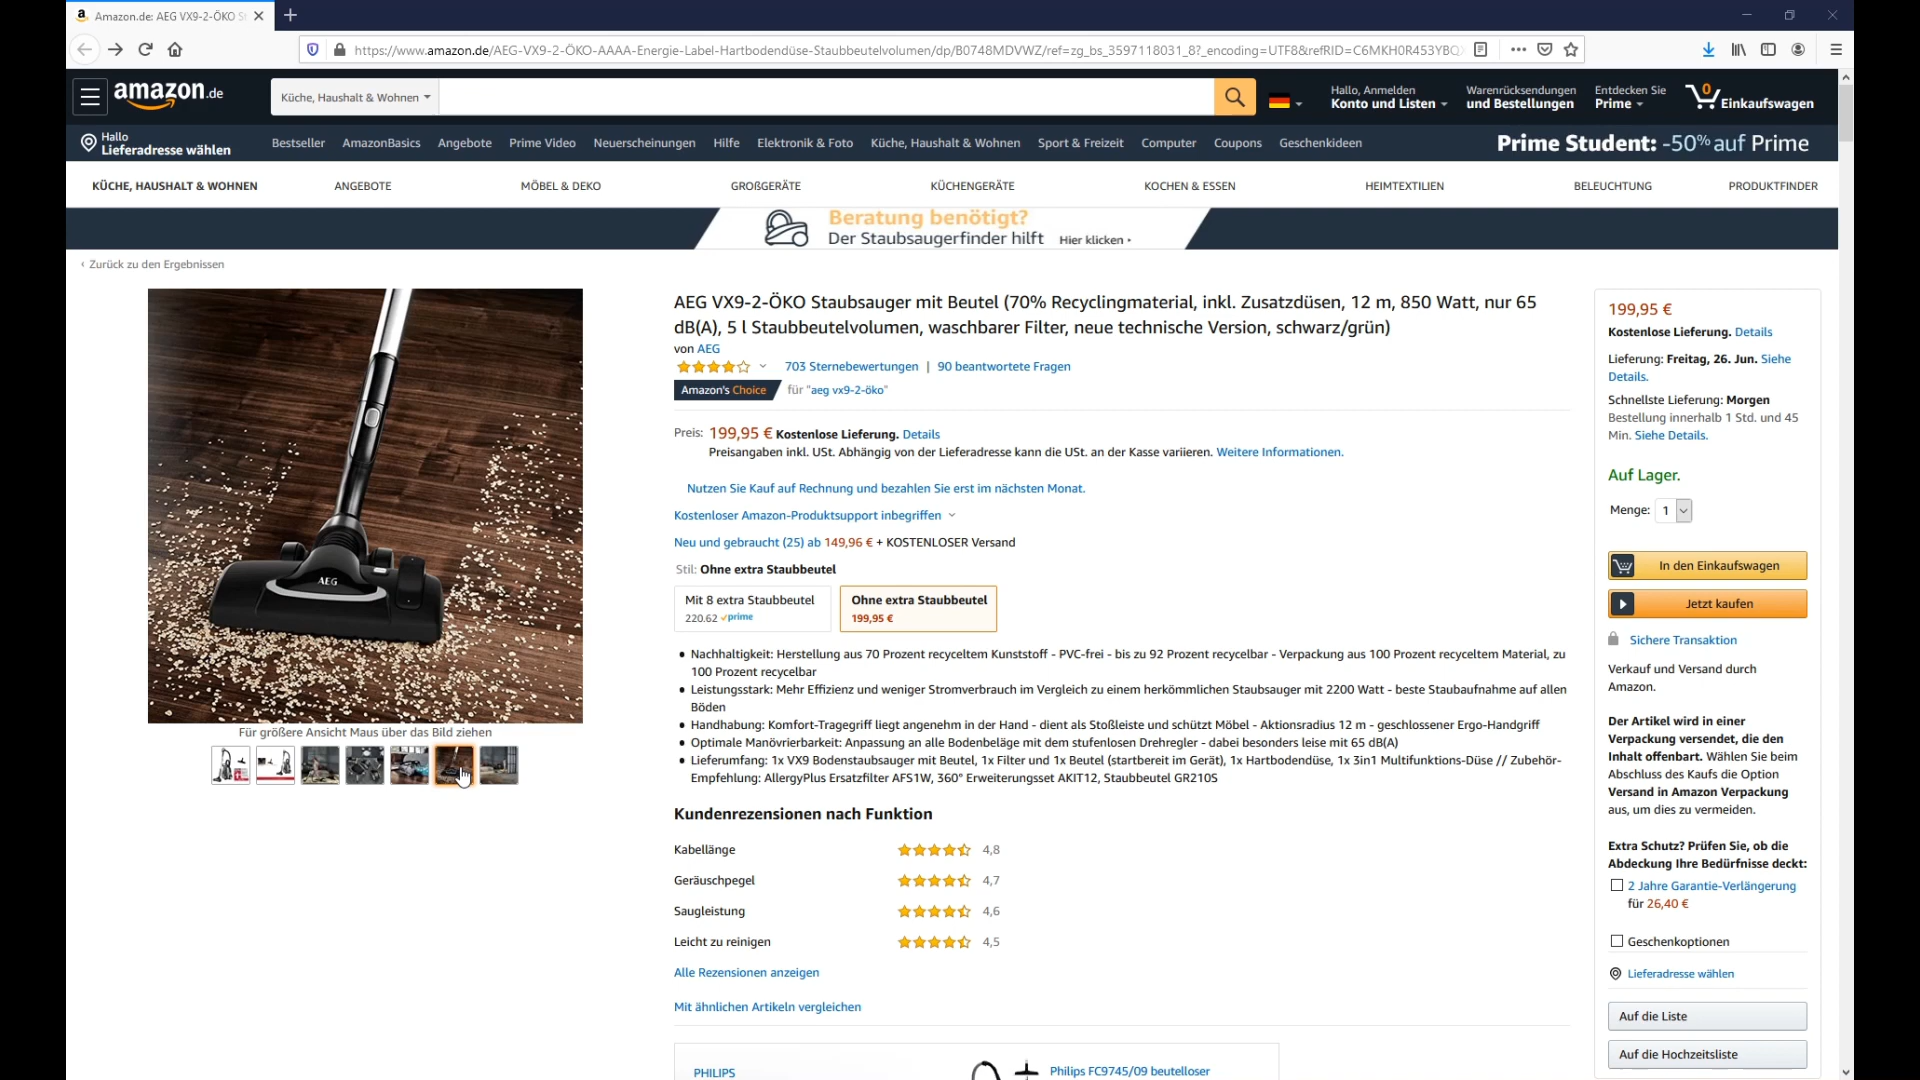 Amazon.de: AEG VX9-2-ÖKO St
https://www.amazon.de/AEG-VX9-2-ÖKO-AAAA-Energie-Label-Hartbodendüse-Staubbeutelvolumen/dp/B0748MDVWZ/ref=zg_bs_3597118031_8?_encoding=UTF8&refRID=C6MKH0R453YBQ
amazon.de
Küche, Haushalt & Wohnen
Hallo, Anmelden
Konto und Listen
Warenrücksendungen
und Bestellungen
Entdecken Sie
Prime
0
Einkaufswagen
Hallo
Lieferadresse wählen
Bestseller AmazonBasics Angebote Prime Video Neuerscheinungen Hilfe Elektronik & Foto Küche, Haushalt & Wohnen Sport & Freizeit Computer Coupons Geschenkideen
Prime Student: -50% auf Prime
KÜCHE, HAUSHALT & WOHNEN ANGEBOTE MÖBEL & DEKO GROßGERÄTE KÜCHENGERÄTE KOCHEN & ESSEN HEIMTEXTILIEN BELEUCHTUNG PRODUKTFINDER
Beratung benötigt?
Der Staubsaugerfinder hilft Hier klicken
‹ Zurück zu den Ergebnissen
AEG
Für größere Ansicht Maus über das Bild ziehen
AEG VX9-2-ÖKO Staubsauger mit Beutel (70% Recyclingmaterial, inkl. Zusatzdüsen, 12 m, 850 Watt, nur 65
dB(A), 5 l Staubbeutelvolumen, waschbarer Filter, neue technische Version, schwarz/grün)
von AEG
703 Sternebewertungen | 90 beantwortete Fragen
Amazon's Choice für "aeg vx9-2-öko"
Preis: 199,95 € Kostenlose Lieferung. Details
Preisangaben inkl. USt. Abhängig von der Lieferadresse kann die USt. an der Kasse variieren. Weitere Informationen.
Nutzen Sie Kauf auf Rechnung und bezahlen Sie erst im nächsten Monat.
Kostenloser Amazon-Produktsupport inbegriffen
Neu und gebraucht (25) ab 149,96 € + KOSTENLOSER Versand
Stil: Ohne extra Staubbeutel
Mit 8 extra Staubbeutel
220.62 prime
Ohne extra Staubbeutel
199,95 €
• Nachhaltigkeit: Herstellung aus 70 Prozent recyceltem Kunststoff - PVC-frei - bis zu 92 Prozent recycelbar - Verpackung aus 100 Prozent recyceltem Material, zu
100 Prozent recycelbar
• Leistungsstark: Mehr Effizienz und weniger Stromverbrauch im Vergleich zu einem herkömmlichen Staubsauger mit 2200 Watt - beste Staubaufnahme auf allen
Böden
• Handhabung: Komfort-Tragegriff liegt angenehm in der Hand - dient als Stoßleiste und schützt Möbel - Aktionsradius 12 m - geschlossener Ergo-Handgriff
• Optimale Manövrierbarkeit: Anpassung an alle Bodenbeläge mit dem stufenlosen Drehregler - dabei besonders leise mit 65 dB(A)
• Lieferumfang: 1x VX9 Bodenstaubsauger mit Beutel, 1x Filter und 1x Beutel (startbereit im Gerät), 1x Hartbodendüse, 1x 3in1 Multifunktions-Düse // Zubehör-
Empfehlung: AllergyPlus Ersatzfilter AFS1W, 360° Erweiterungsset AKIT12, Staubbeutel GR210S
Kundenrezensionen nach Funktion
Kabellänge 4,8
Geräuschpegel 4,7
Saugleistung 4,6
Leicht zu reinigen 4,5
Alle Rezensionen anzeigen
Mit ähnlichen Artikeln vergleichen
PHILIPS
Philips FC9745/09 beutelloser
199,95 €
Kostenlose Lieferung. Details
Lieferung: Freitag, 26. Jun. Siehe
Details.
Schnellste Lieferung: Morgen
Bestellung innerhalb 1 Std. und 45
Min. Siehe Details.
Auf Lager.
Menge: 1
In den Einkaufswagen
Jetzt kaufen
Sichere Transaktion
Verkauf und Versand durch
Amazon.
Der Artikel wird in einer
Verpackung versendet, die den
Inhalt offenbart. Wählen Sie beim
Abschluss des Kaufs die Option
Versand in Amazon Verpackung
aus, um dies zu vermeiden.
Extra Schutz? Prüfen Sie, ob die
Abdeckung Ihre Bedürfnisse deckt:
2 Jahre Garantie-Verlängerung
für 26,40 €
Geschenkoptionen
Lieferadresse wählen
Auf die Liste
Auf die Hochzeitsliste